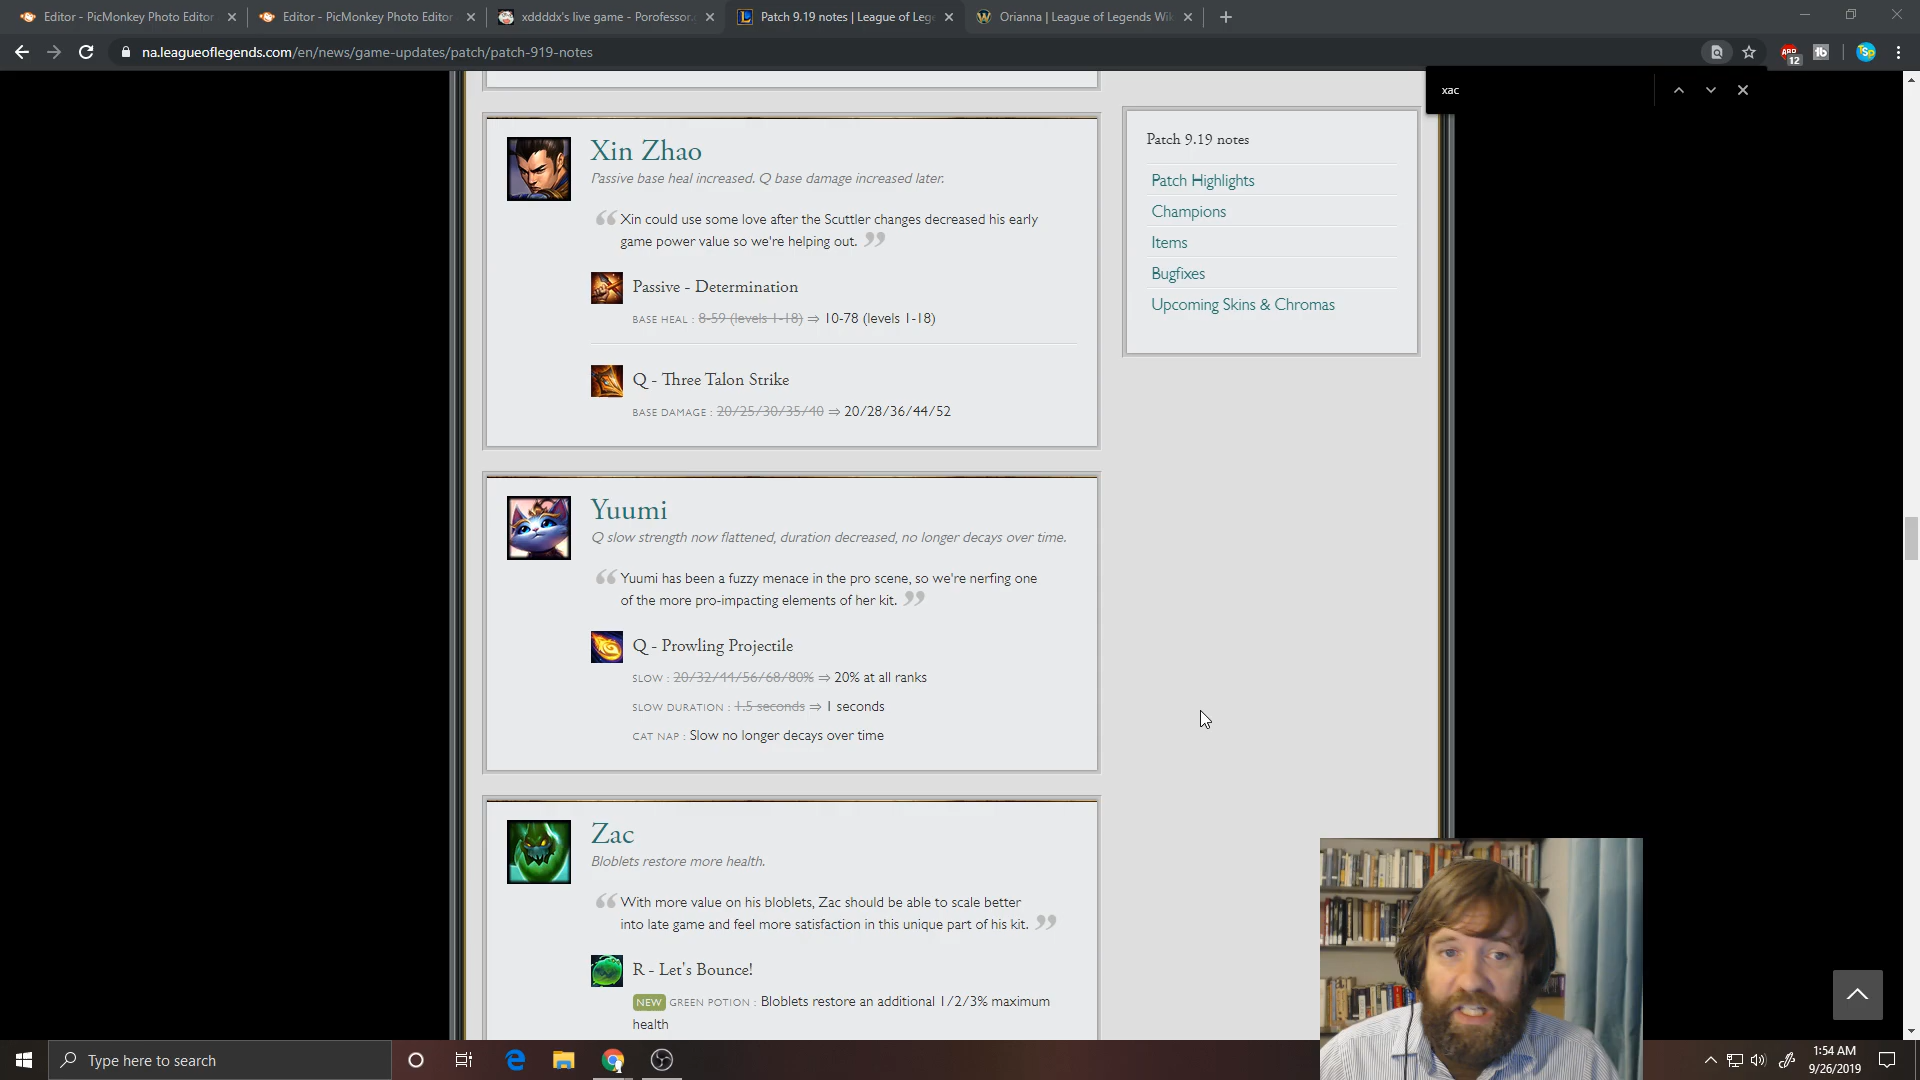 Editor - PicMonkey Photo Editor
Editor - PicMonkey Photo Editor
xddddx's live game - Porofessor.
Patch 9.19 notes | League of Leg
Orianna | League of Legends Wik
na.leagueoflegends.com/en/news/game-updates/patch/patch-919-notes
12
xac
Xin Zhao
Passive base heal increased. Q base damage increased later.
Xin could use some love after the Scuttler changes decreased his early
game power value so we're helping out.
Passive - Determination
BASE HEAL : 8-59 (levels 1-18) ⇒ 10-78 (levels 1-18)
Q - Three Talon Strike
BASE DAMAGE : 20/25/30/35/40 ⇒ 20/28/36/44/52
Patch 9.19 notes
Patch Highlights
Champions
Items
Bugfixes
Upcoming Skins & Chromas
Yuumi
Q slow strength now flattened, duration decreased, no longer decays over time.
Yuumi has been a fuzzy menace in the pro scene, so we're nerfing one
of the more pro-impacting elements of her kit.
Q - Prowling Projectile
SLOW : 20/32/44/56/68/80% ⇒ 20% at all ranks
SLOW DURATION : 1.5 seconds ⇒ 1 seconds
CAT NAP : Slow no longer decays over time
Zac
Bloblets restore more health.
With more value on his bloblets, Zac should be able to scale better
into late game and feel more satisfaction in this unique part of his kit.
R - Let's Bounce!
NEW GREEN POTION : Bloblets restore an additional 1/2/3% maximum
health
Type here to search
1:54 AM
9/26/2019